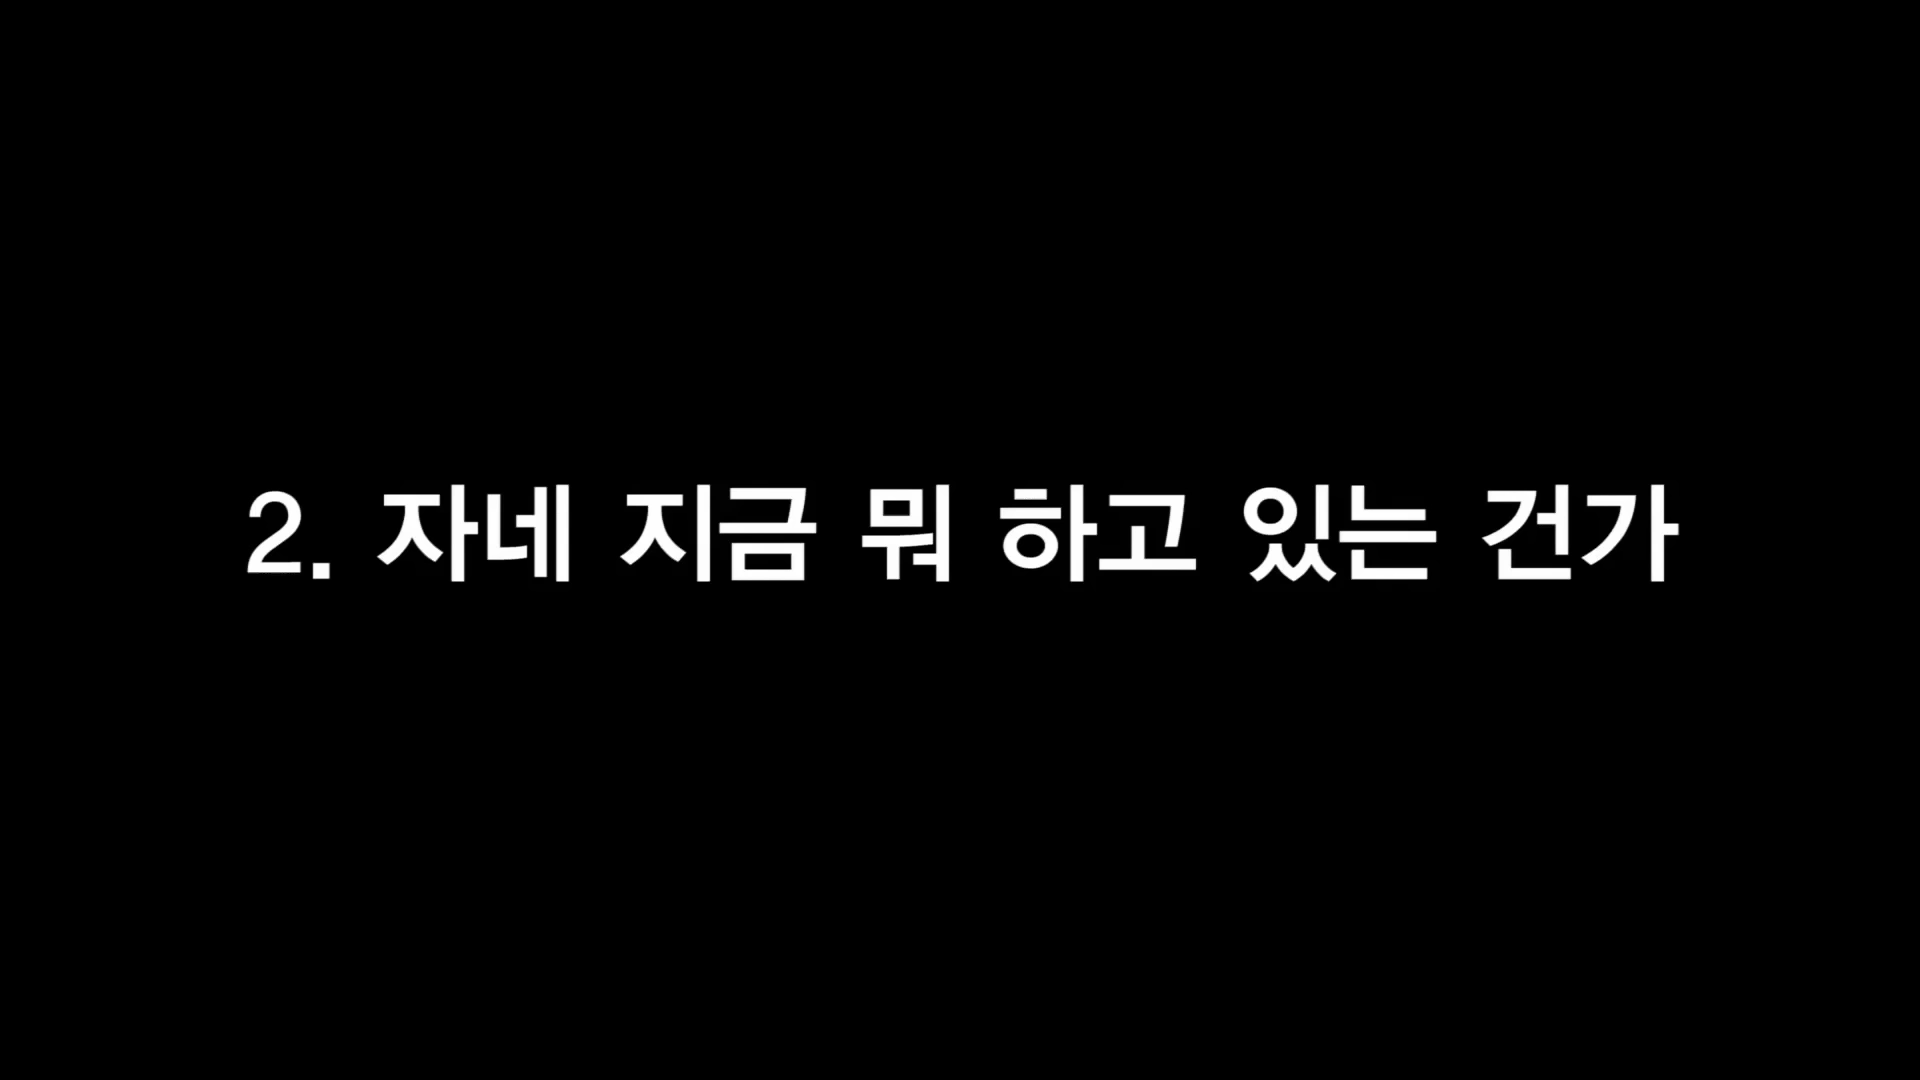 2. 자네 지금 뭐 하고 있는 건가